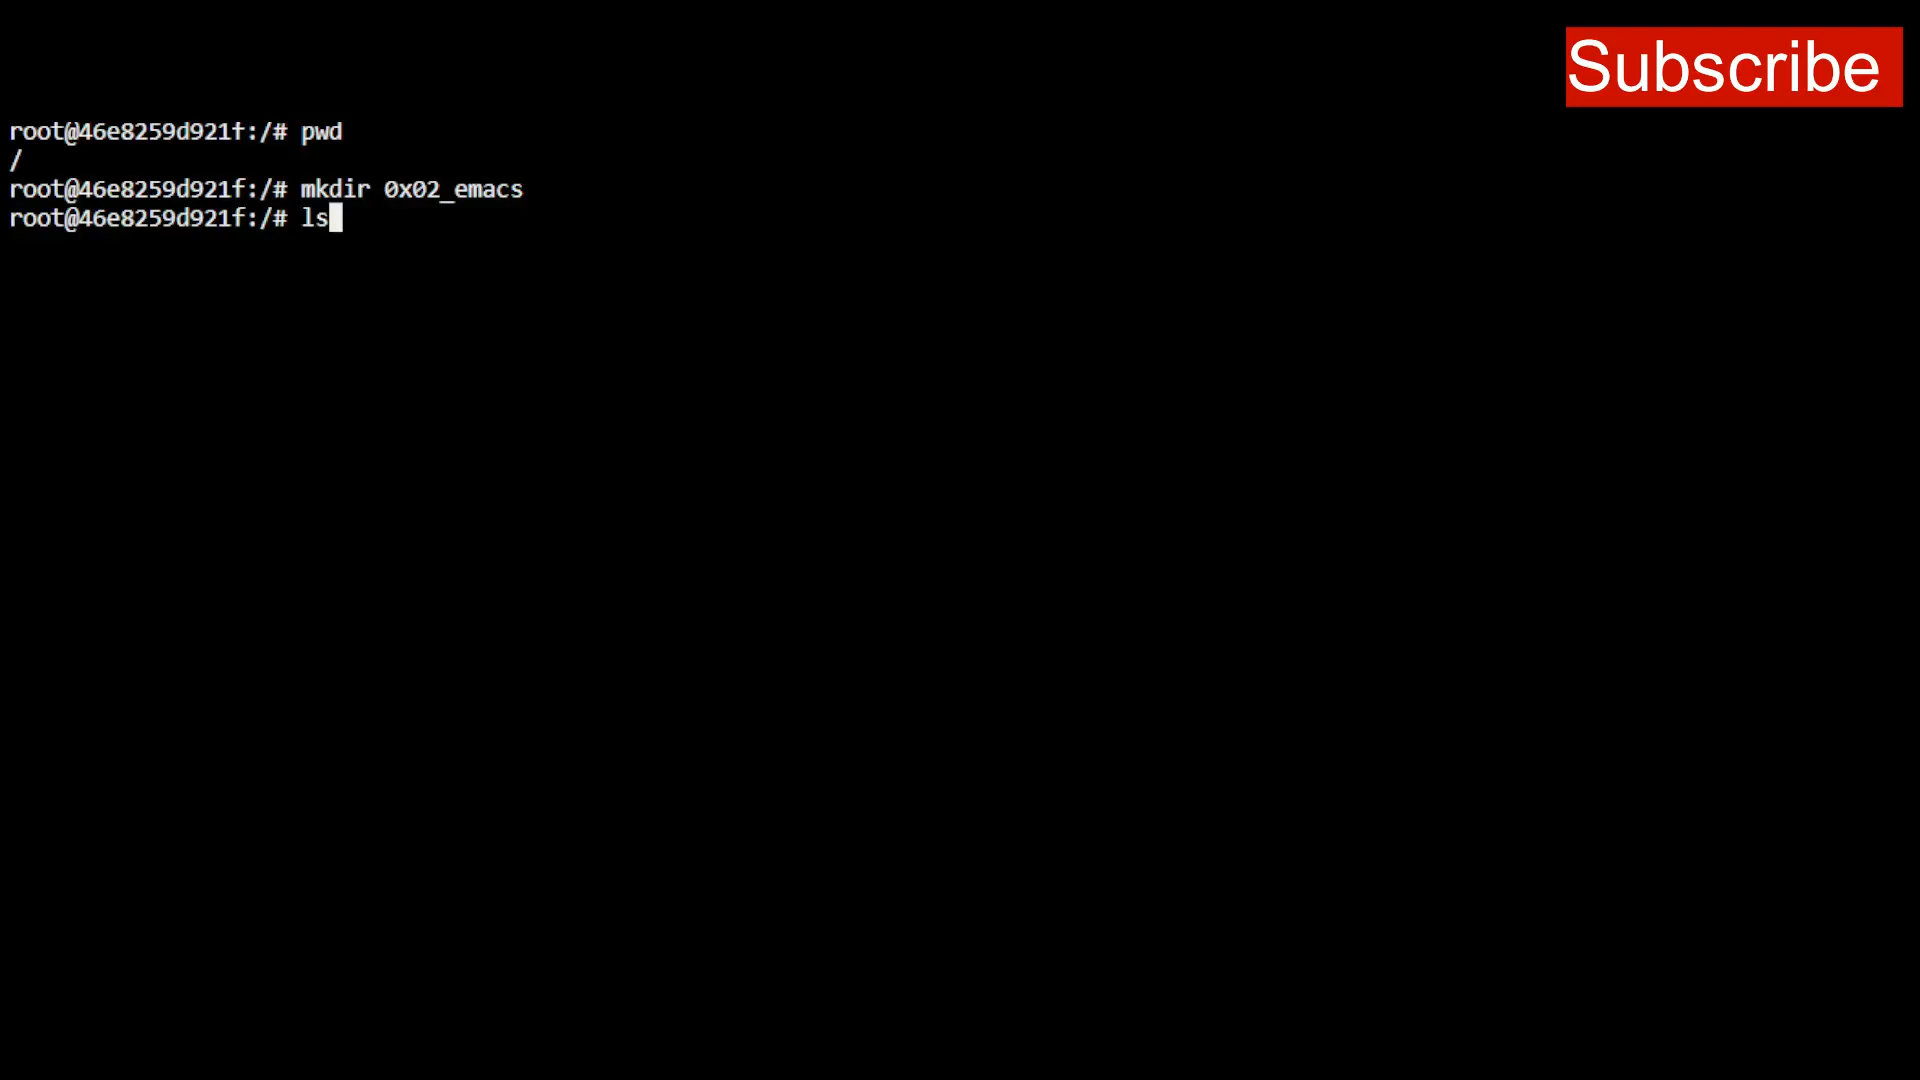 Subscribe
root@46e8259d921f:/# pwd
/
root@46e8259d921f:/# mkdir 0x02_emacs
root@46e8259d921f:/# ls